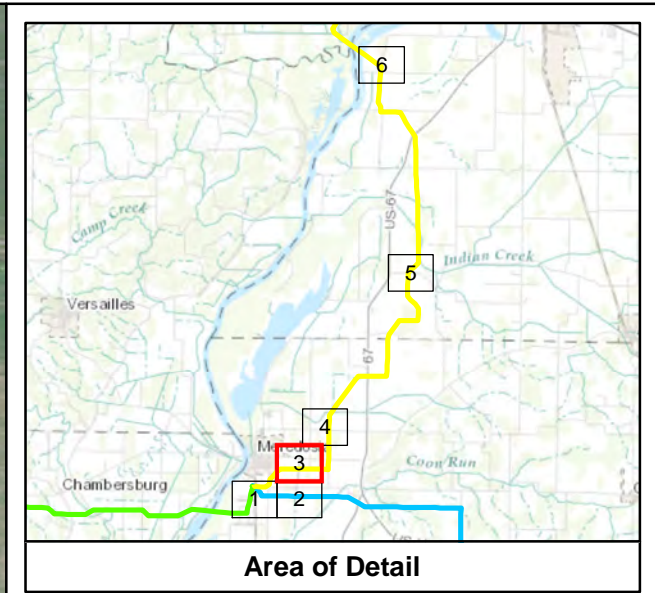 6
US-67
Camp Creek
Indian Creek
5
Versailles
67
4
Meredosia
3
Coon Run
Chambersburg
1
2
Area of Detail